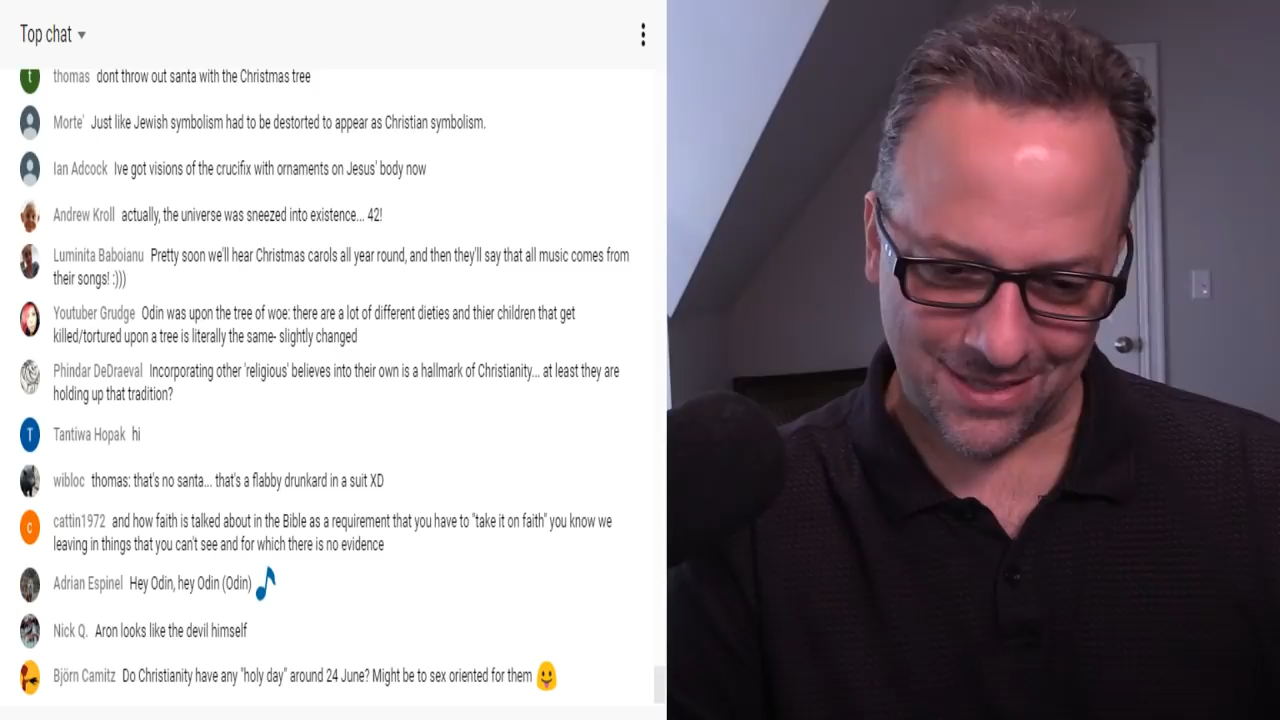 Top chat
t thomas dont throw out santa with the Christmas tree
Morte' Just like Jewish symbolism had to be destorted to appear as Christian symbolism.
Ian Adcock Ive got visions of the crucifix with ornaments on Jesus' body now
Andrew Kroll actually, the universe was sneezed into existence... 42!
Luminita Baboianu Pretty soon we'll hear Christmas carols all year round, and then they'll say that all music comes from
their songs! :)))
Youtuber Grudge Odin was upon the tree of woe: there are a lot of different dieties and thier children that get
killed/tortured upon a tree is literally the same- slightly changed
Phindar DeDraeval Incorporating other 'religious' believes into their own is a hallmark of Christianity... at least they are
holding up that tradition?
T Tantiwa Hopak hi
wibloc thomas: that's no santa... that's a flabby drunkard in a suit XD
c cattin1972 and how faith is talked about in the Bible as a requirement that you have to "take it on faith" you know we
leaving in things that you can't see and for which there is no evidence
Adrian Espinel Hey Odin, hey Odin (Odin)
Nick Q. Aron looks like the devil himself
Björn Camitz Do Christianity have any "holy day" around 24 June? Might be to sex oriented for them